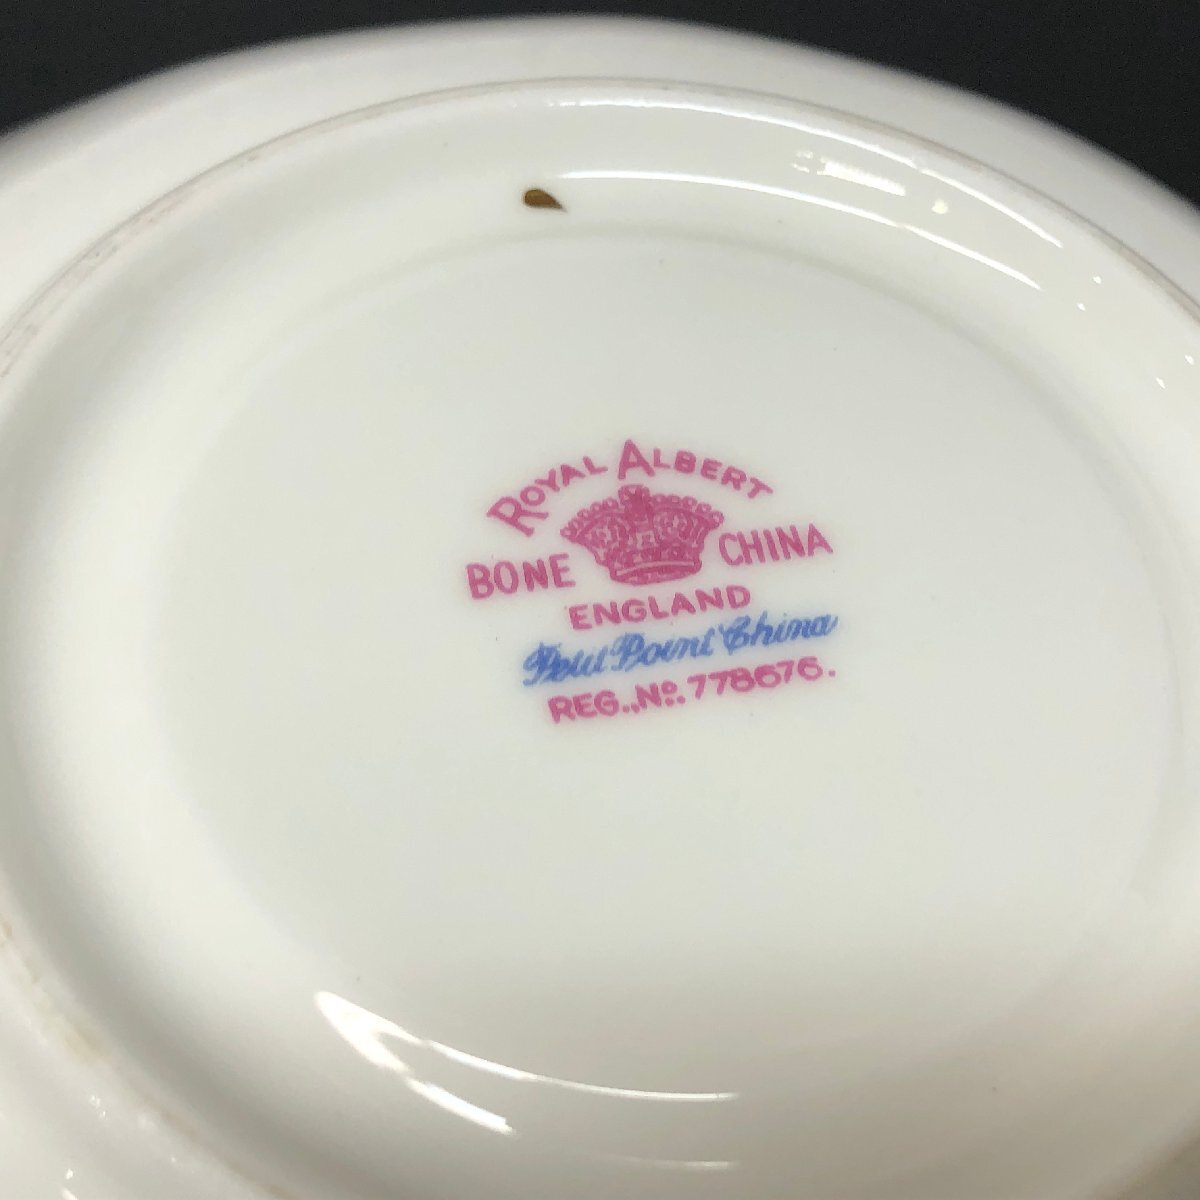 ROYAL ALBERT
BONE CHINA
ENGLAND
Petit Point China
REG.,No. 778676.